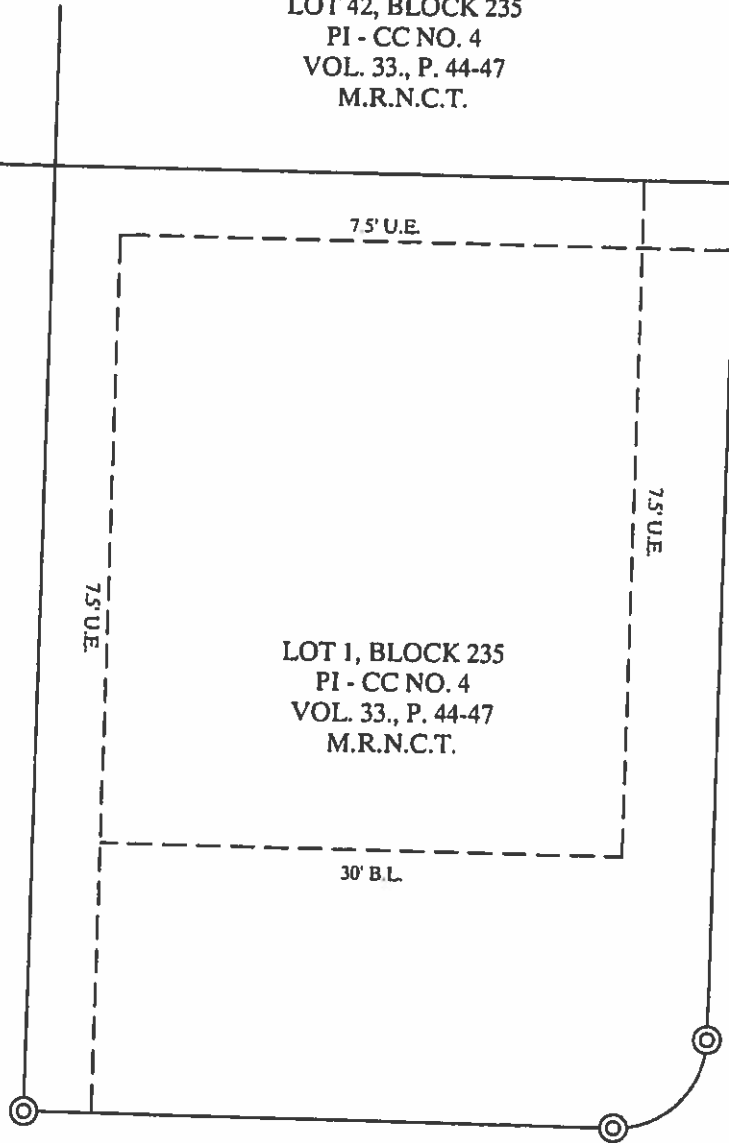 LOT 42, BLOCK 235
PI - CC NO. 4
VOL. 33., P. 44-47
M.R.N.C.T.
7.5' U.E.
7.5' U.E.
7.5' U.E.
LOT 1, BLOCK 235
PI - CC NO. 4
VOL. 33., P. 44-47
M.R.N.C.T.
30' B.L.